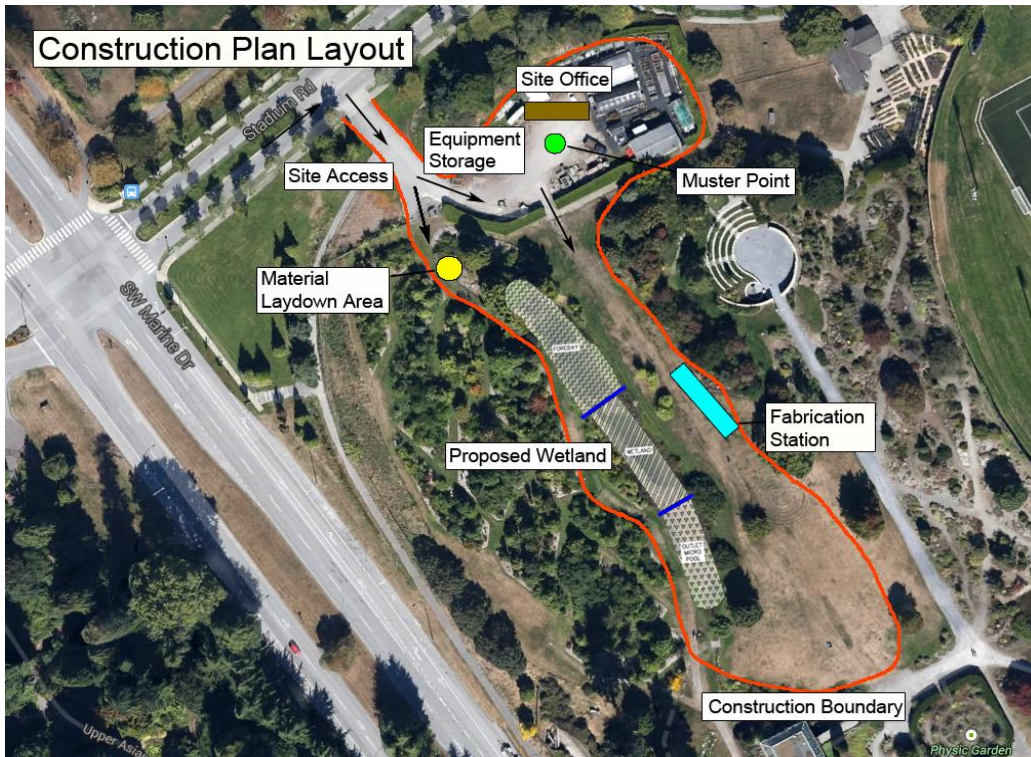 Construction Plan Layout
Stadium Rd
Site Office
Equipment
Storage
Site Access
Muster Point
Material
Laydown Area
SW Marine Dr
FOREBAY
Fabrication
Station
Proposed Wetland
WETLAND
OUTLET
MICRO
POOL
Construction Boundary
Upper Asian
Physic Garden